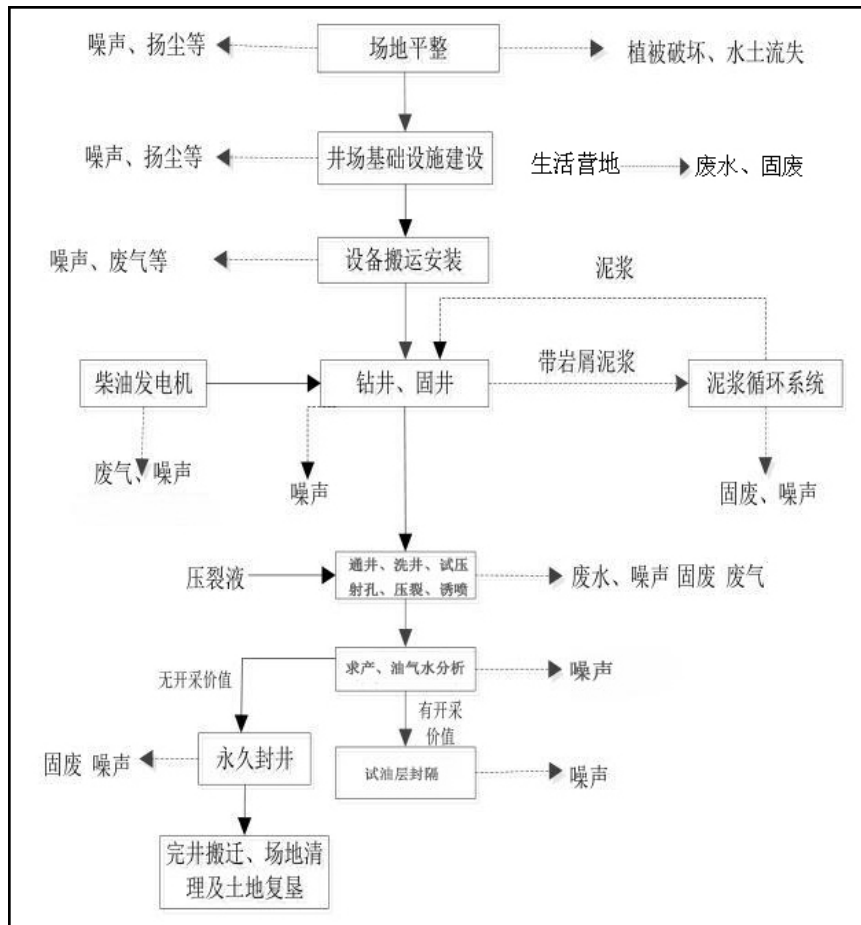 噪声、扬尘等
场地平整
植被破坏、水土流失
噪声、扬尘等
井场基础设施建设
生活营地
废水、固废
噪声、废气等
设备搬运安装
泥浆
柴油发电机
钻井、固井
带岩屑泥浆
泥浆循环系统
废气、噪声
噪声
固废、噪声
压裂液
通井、洗井、试压
射孔、压裂、诱喷
废水、噪声 固废 废气
无开采价值
求产、油气水分析
噪声
有开采
价值
固废 噪声
永久封井
试油层封隔
噪声
完井搬迁、场地清
理及土地复垦